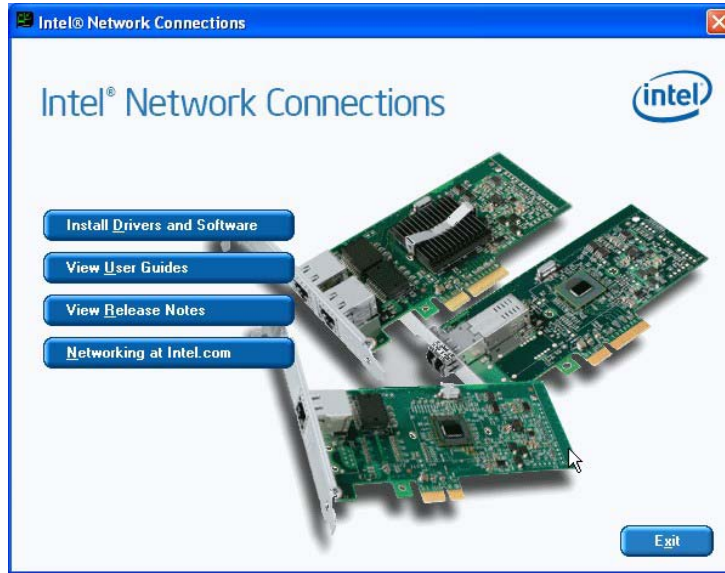 Intel® Network Connections
Intel® Network Connections
intel
Install Drivers and Software
View User Guides
View Release Notes
Networking at Intel.com
Exit